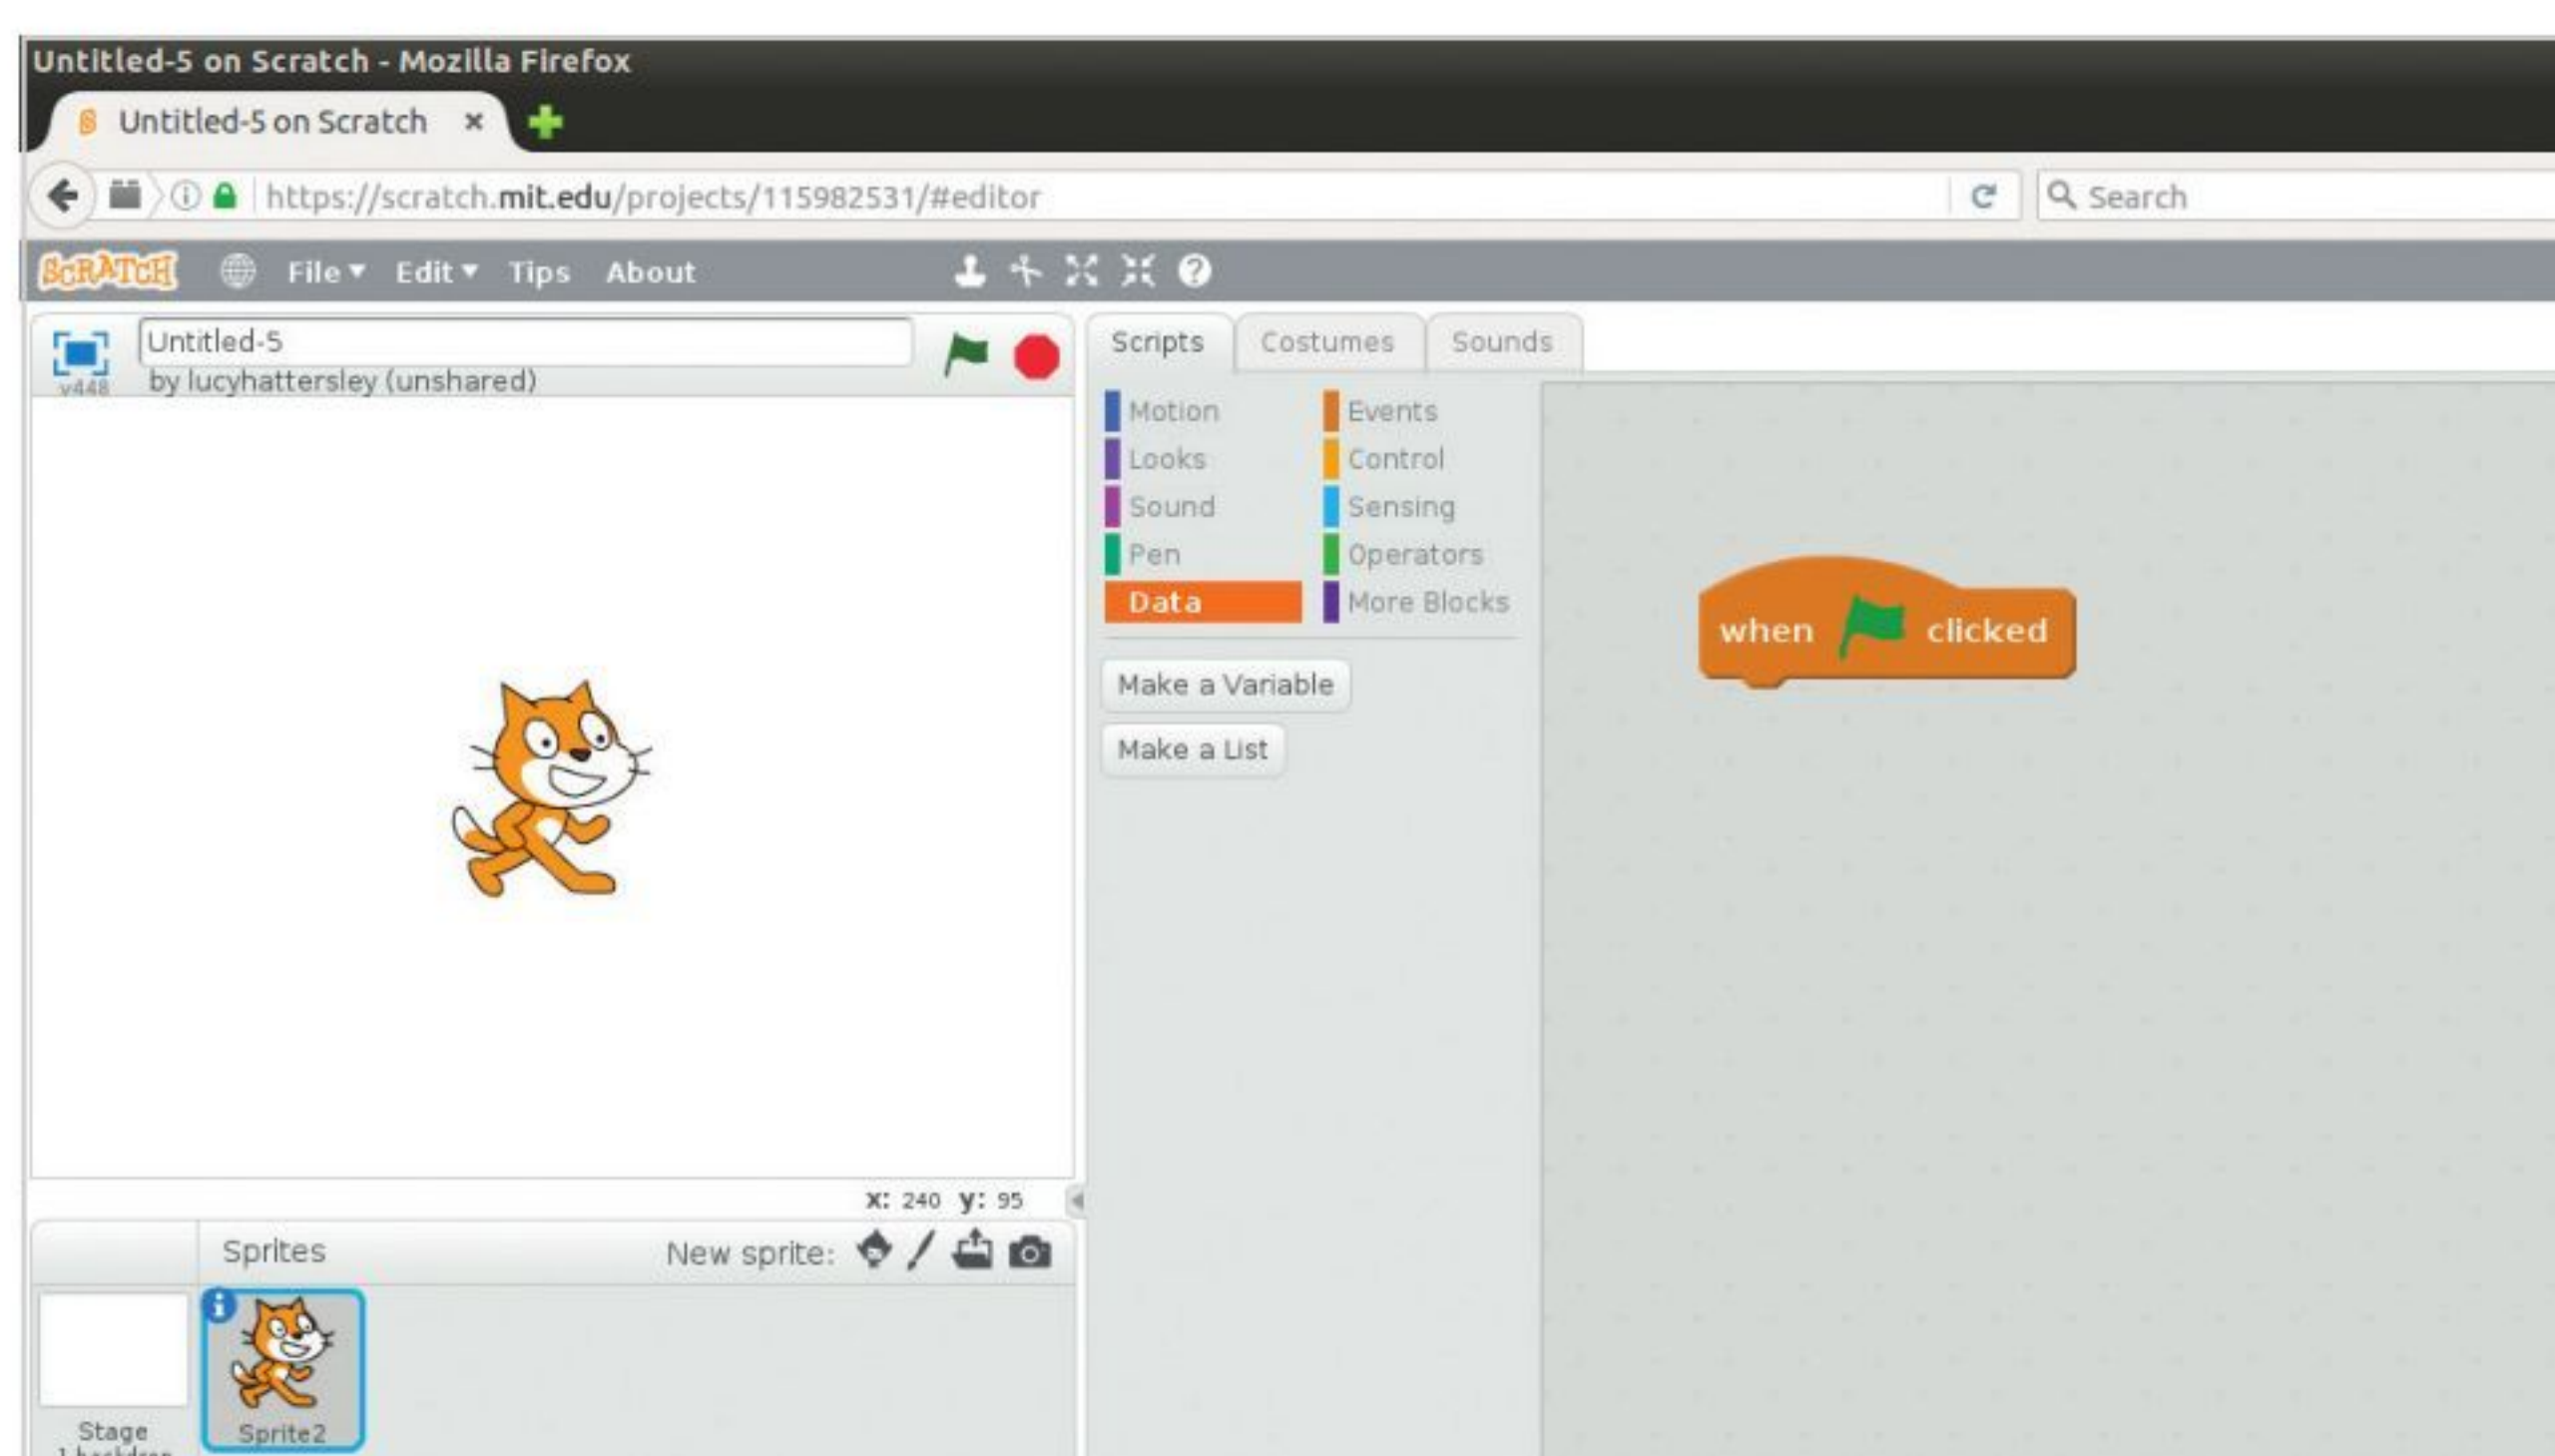 Untitled-5 on Scratch - Mozilla Firefox
Untitled-5 on Scratch
https://scratch.mit.edu/projects/115982531/#editor
Search
SCRATCH
File Edit Tips About
Untitled-5
by lucyhattersley (unshared)
v448
Scripts Costumes Sounds
Motion Events
Looks Control
Sound Sensing
Pen Operators
Data More Blocks
Make a Variable
Make a List
when clicked
x: 240 y: 95
Sprites
New sprite:
Stage
1 backdrop
Sprite2